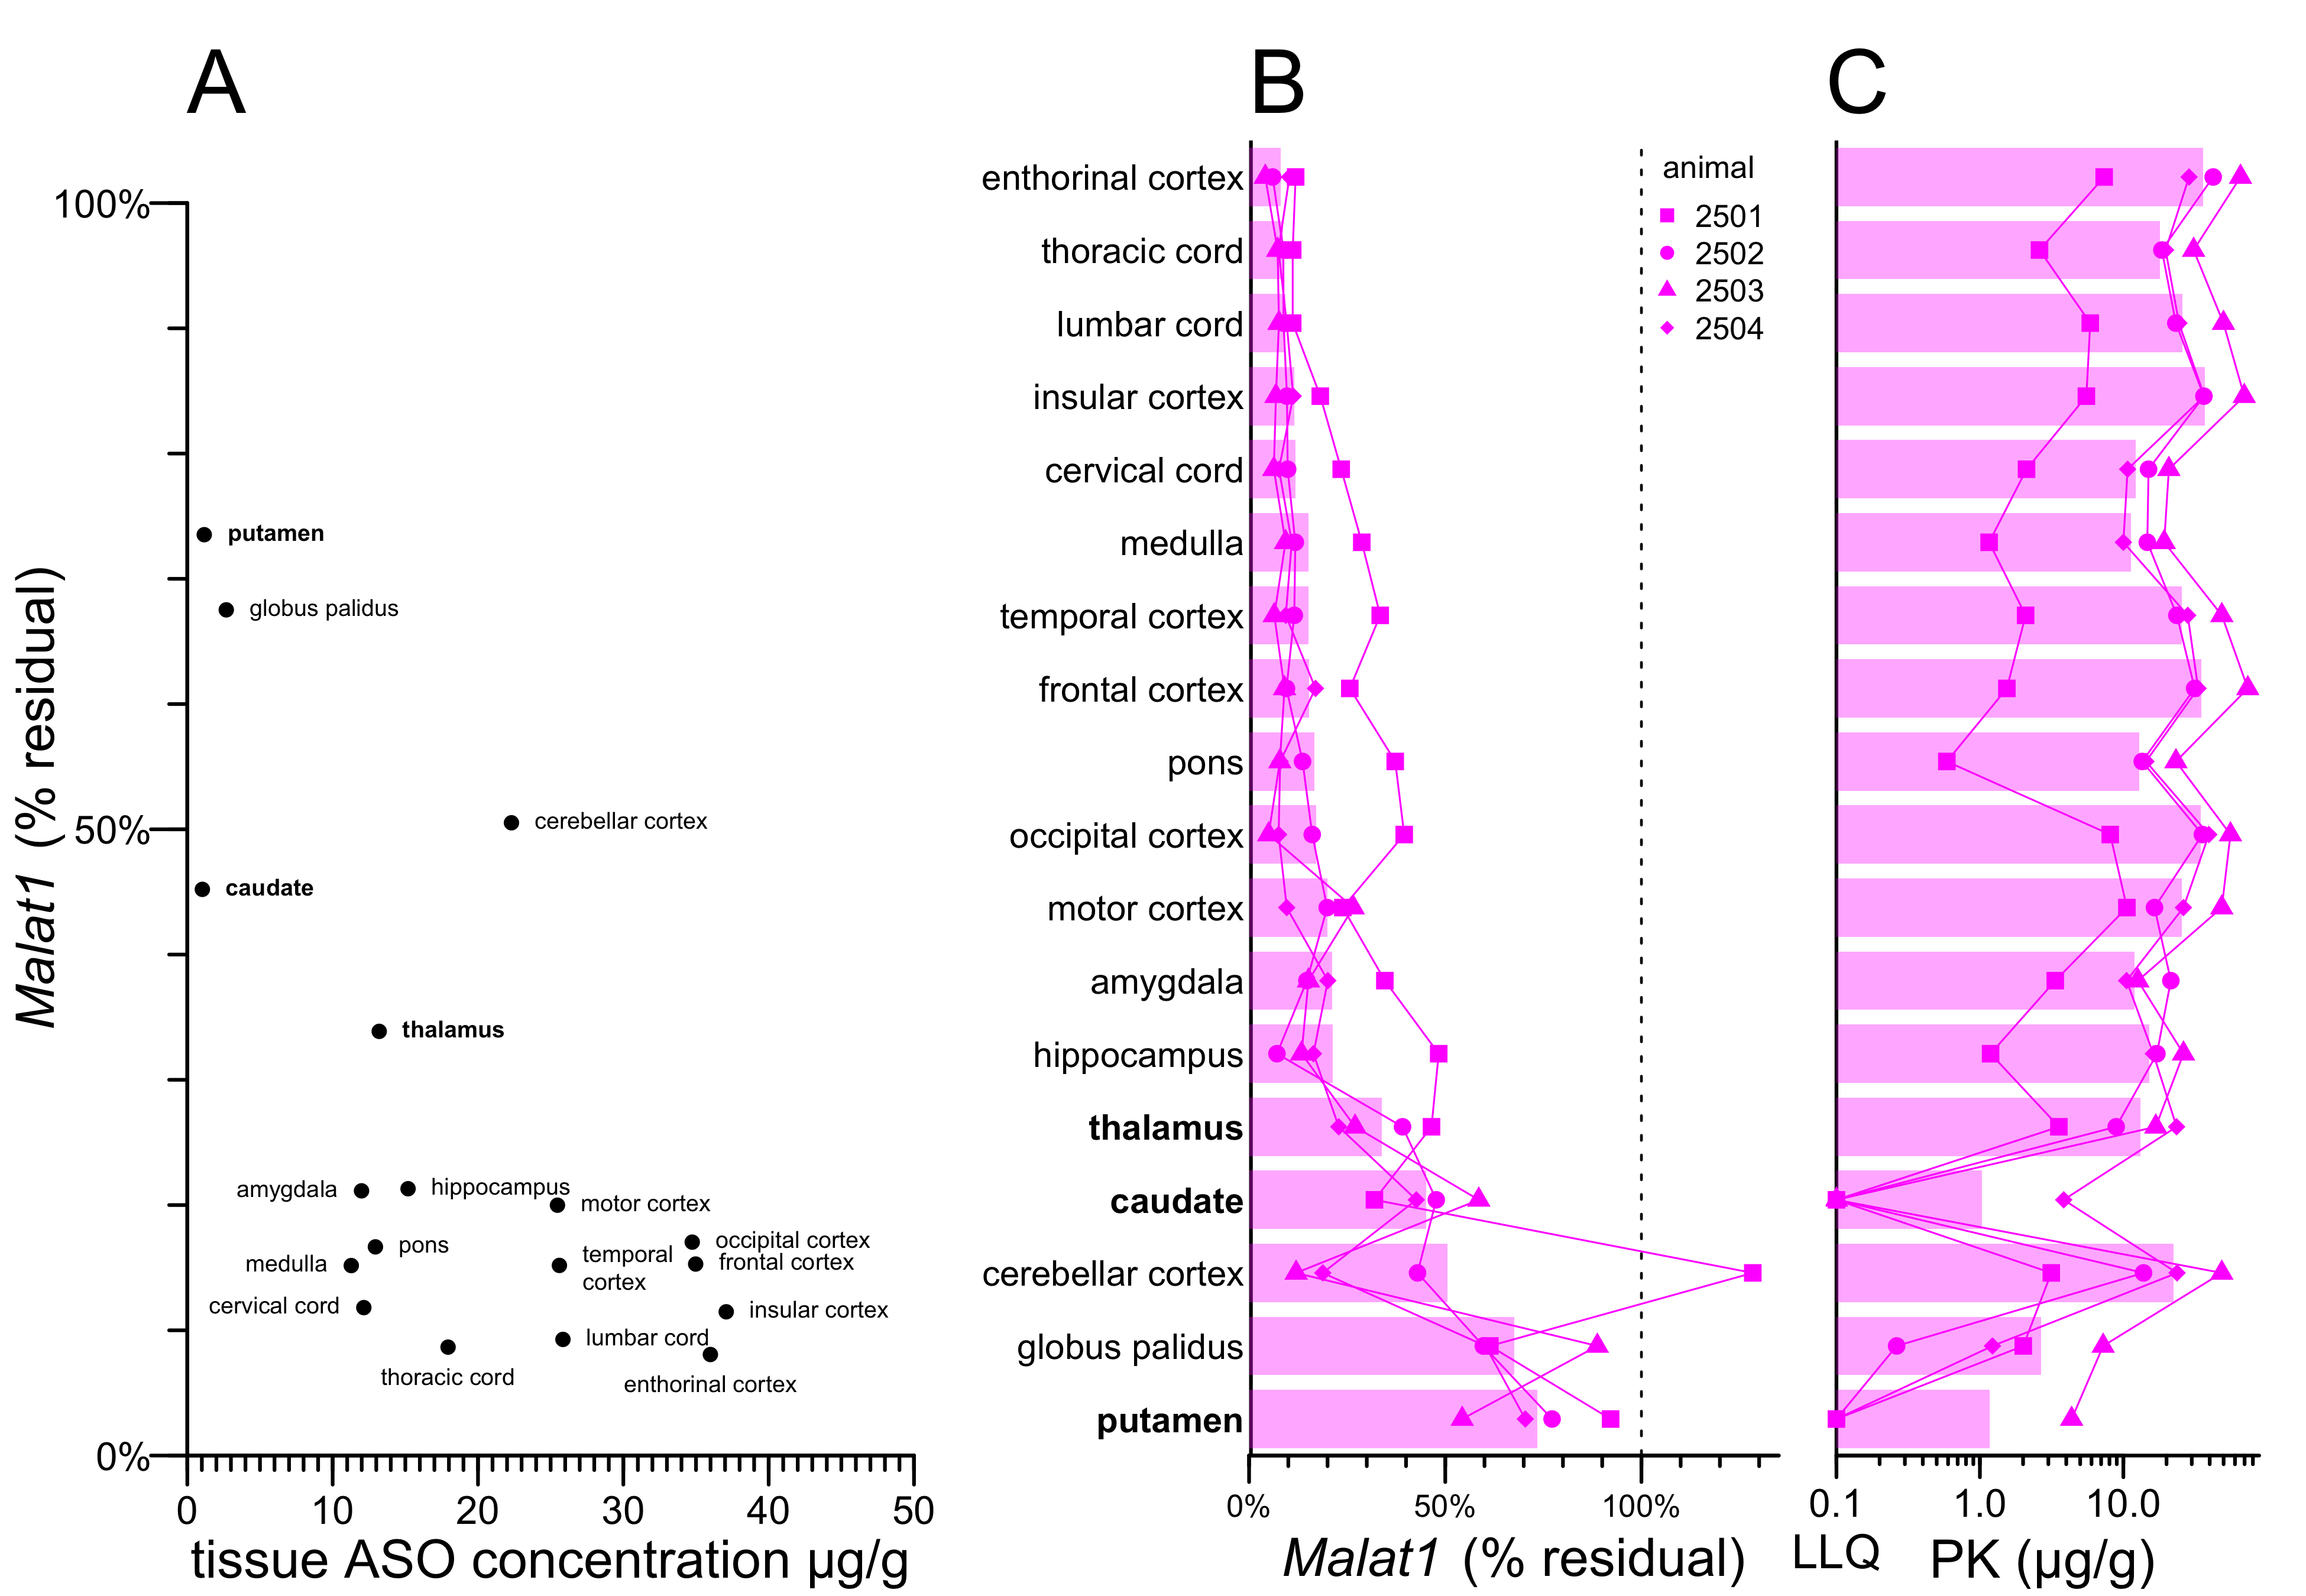 A
B
C
100%
50%
0%
Malat1 (% residual)
putamen
globus palidus
cerebellar cortex
caudate
thalamus
amygdala
hippocampus
motor cortex
pons
occipital cortex
medulla
temporal
cortex
frontal cortex
cervical cord
insular cortex
lumbar cord
thoracic cord
enthorinal cortex
0 10 20 30 40 50
tissue ASO concentration µg/g
enthorinal cortex
thoracic cord
lumbar cord
insular cortex
cervical cord
medulla
temporal cortex
frontal cortex
pons
occipital cortex
motor cortex
amygdala
hippocampus
thalamus
caudate
cerebellar cortex
globus palidus
putamen
animal
2501
2502
2503
2504
0% 50% 100%
Malat1 (% residual)
0.1 1.0 10.0
LLQ PK (µg/g)